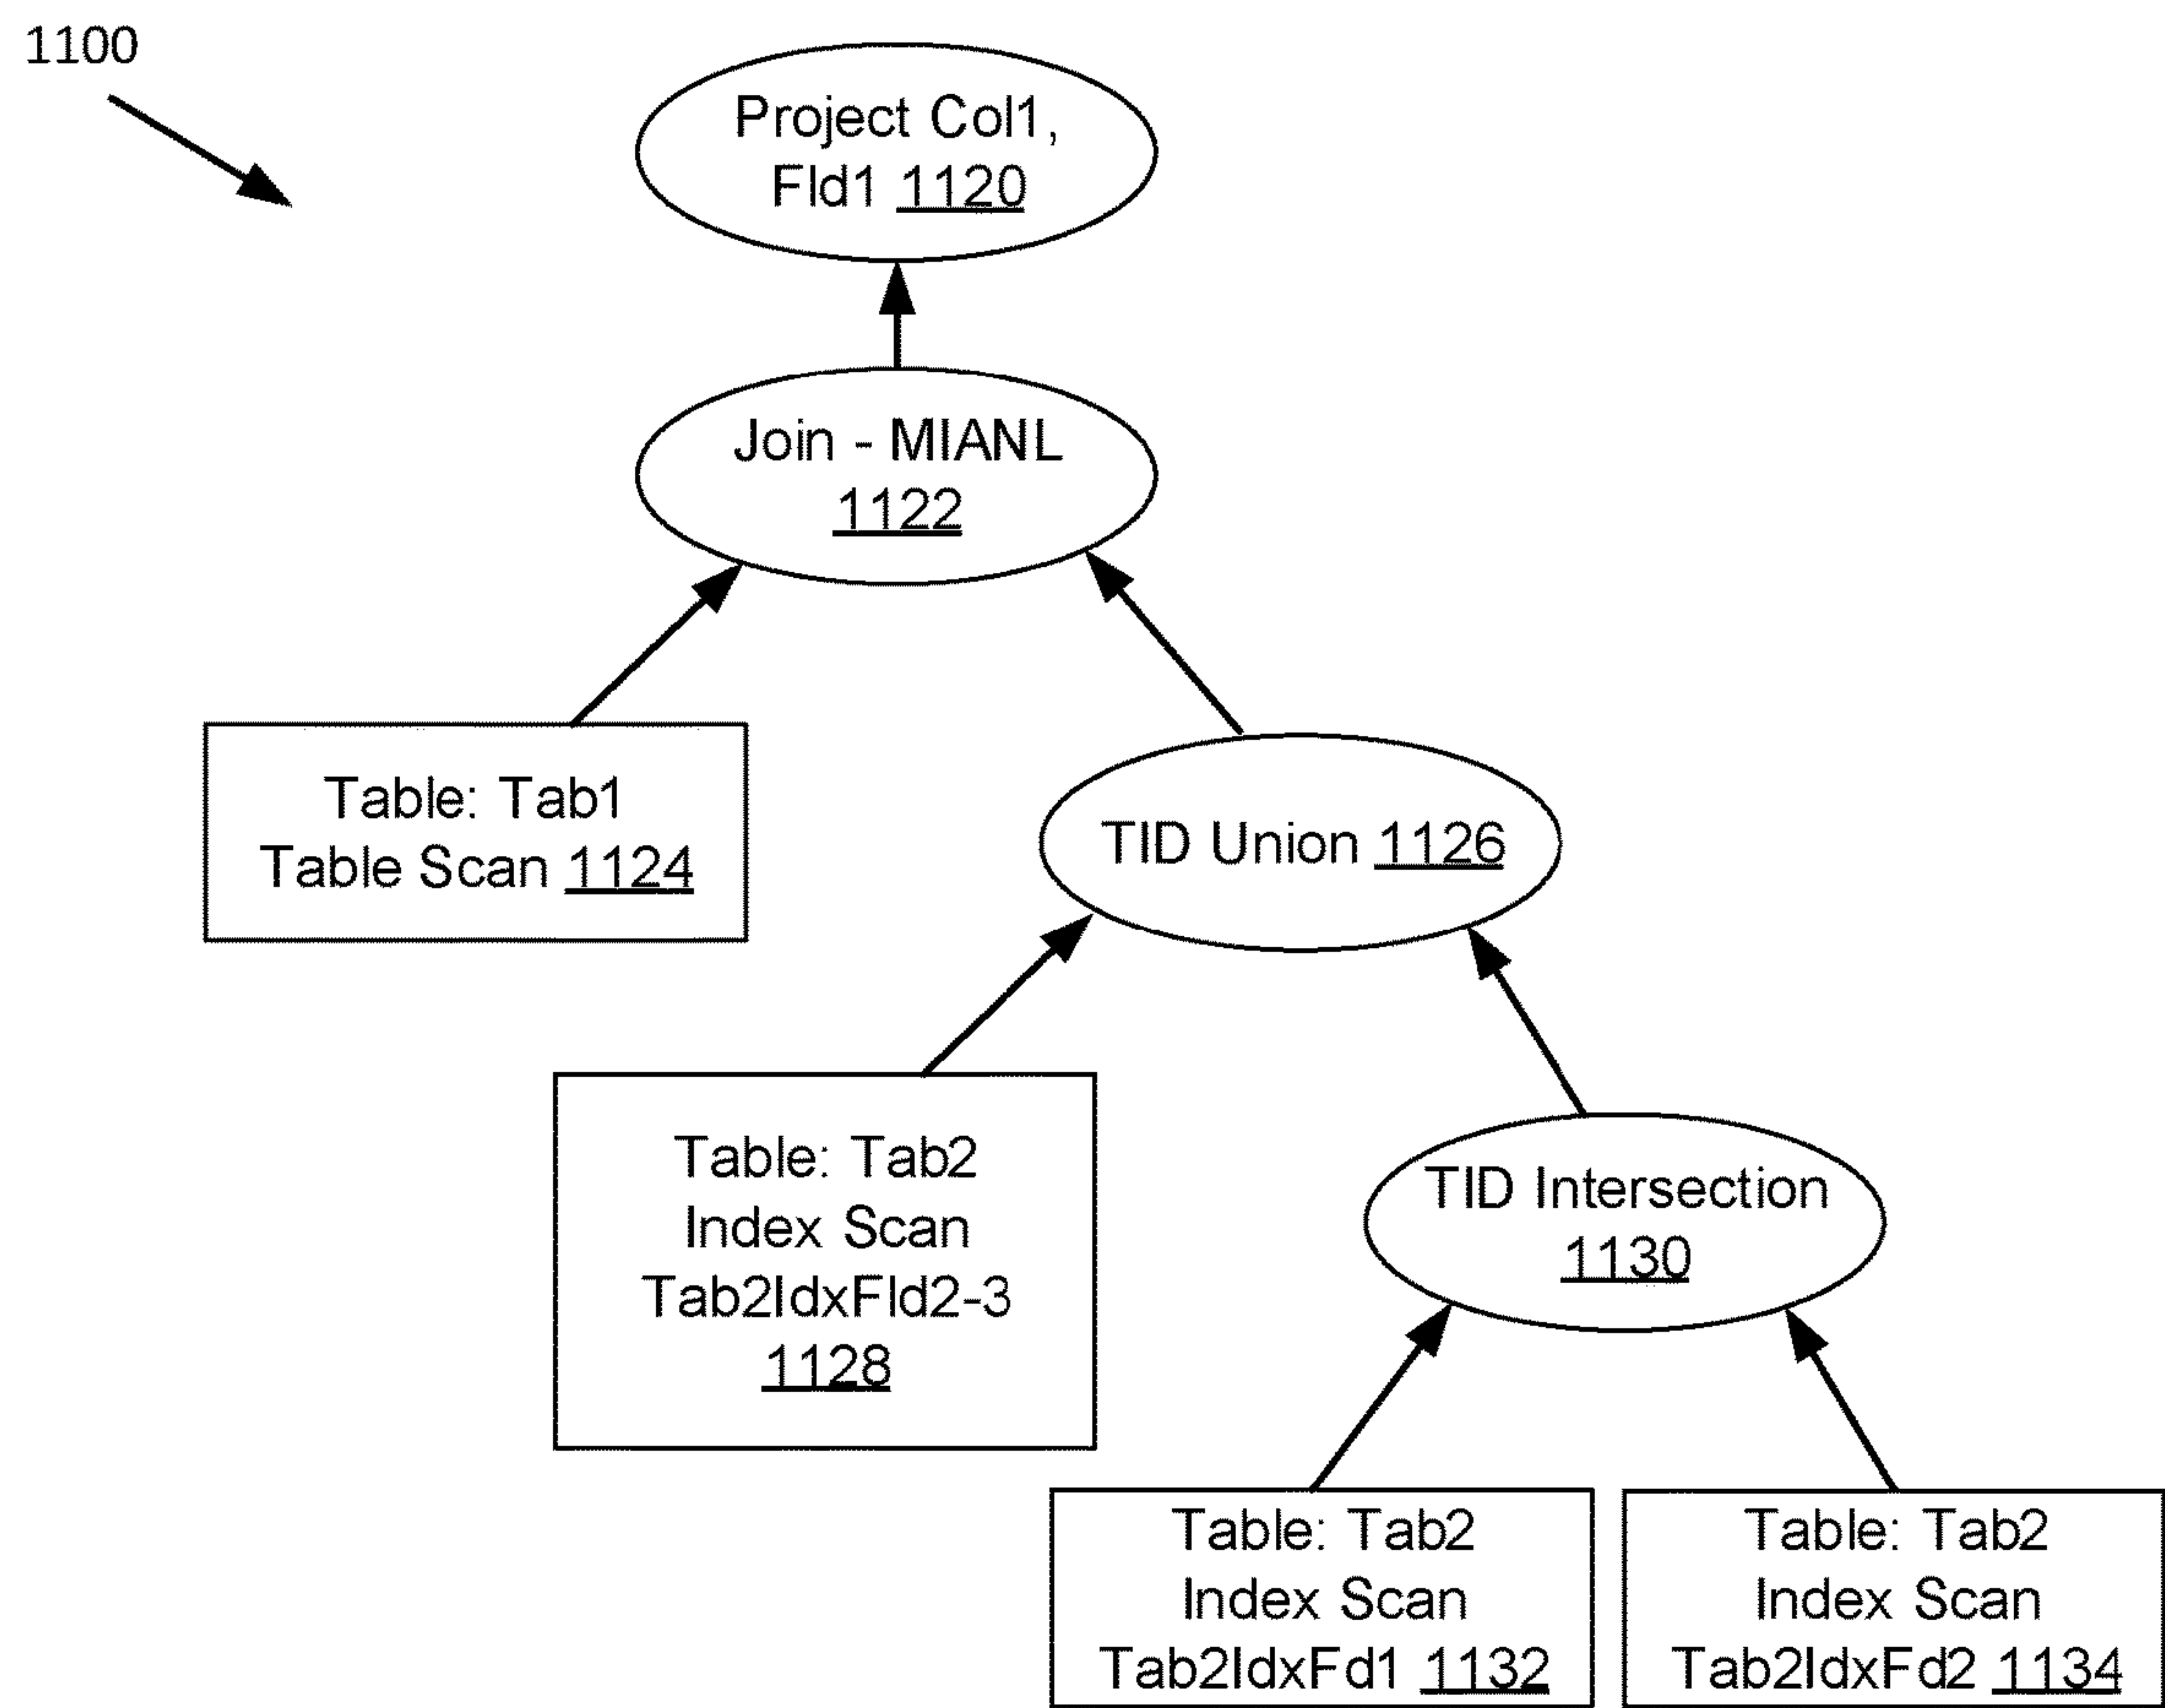 1100
Project Col1,
Fld1 1120
Join - MIANL
1122
Table: Tab1
Table Scan 1124
TID Union 1126
Table: Tab2
Index Scan
Tab2IdxFld2-3
1128
TID Intersection
1130
Table: Tab2
Index Scan
Tab2IdxFd1 1132
Table: Tab2
Index Scan
Tab2IdxFd2 1134